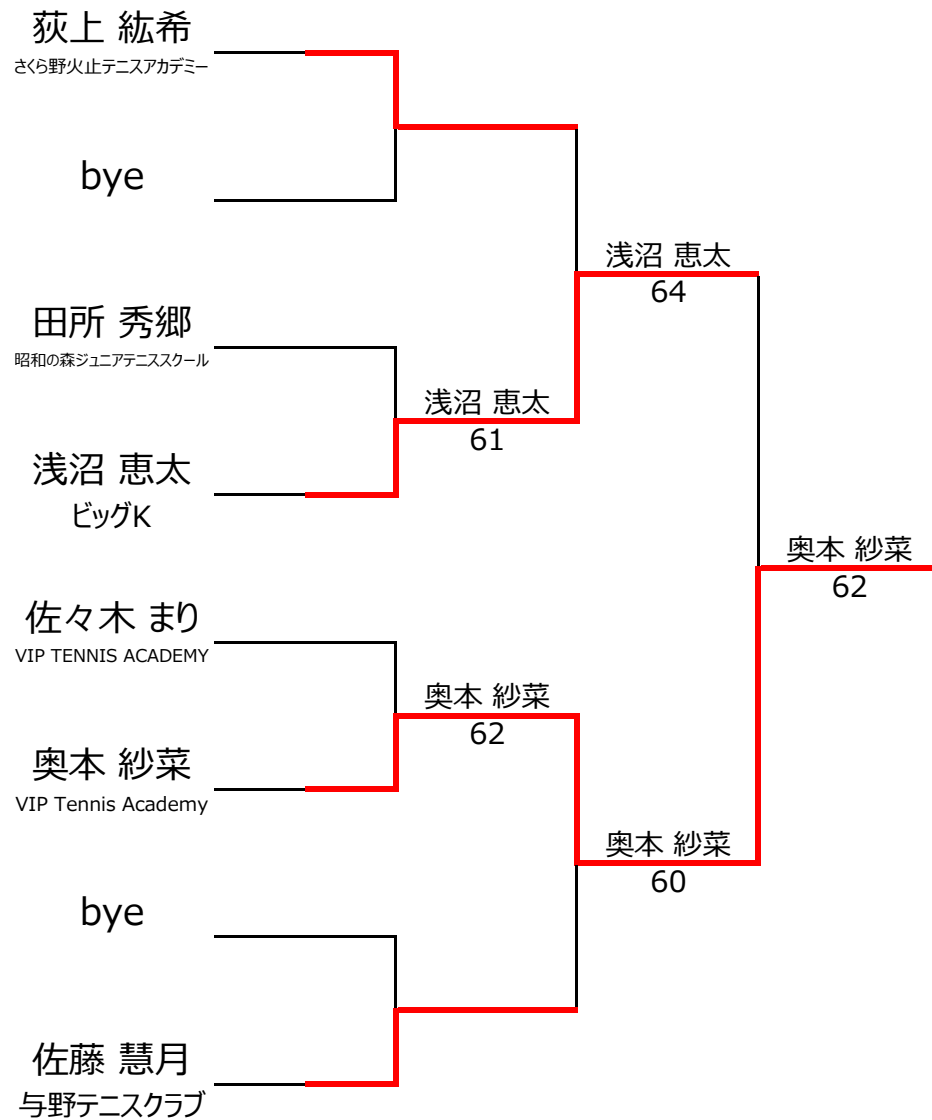 荻上 紘希
さくら野火止テニスアカデミー
bye
田所 秀郷
昭和の森ジュニアテニススクール
浅沼 恵太
ビッグK
佐々木 まり
VIP TENNIS ACADEMY
奥本 紗菜
VIP Tennis Academy
bye
佐藤 慧月
与野テニスクラブ
浅沼 恵太
61
奥本 紗菜
62
浅沼 恵太
64
奥本 紗菜
60
奥本 紗菜
62